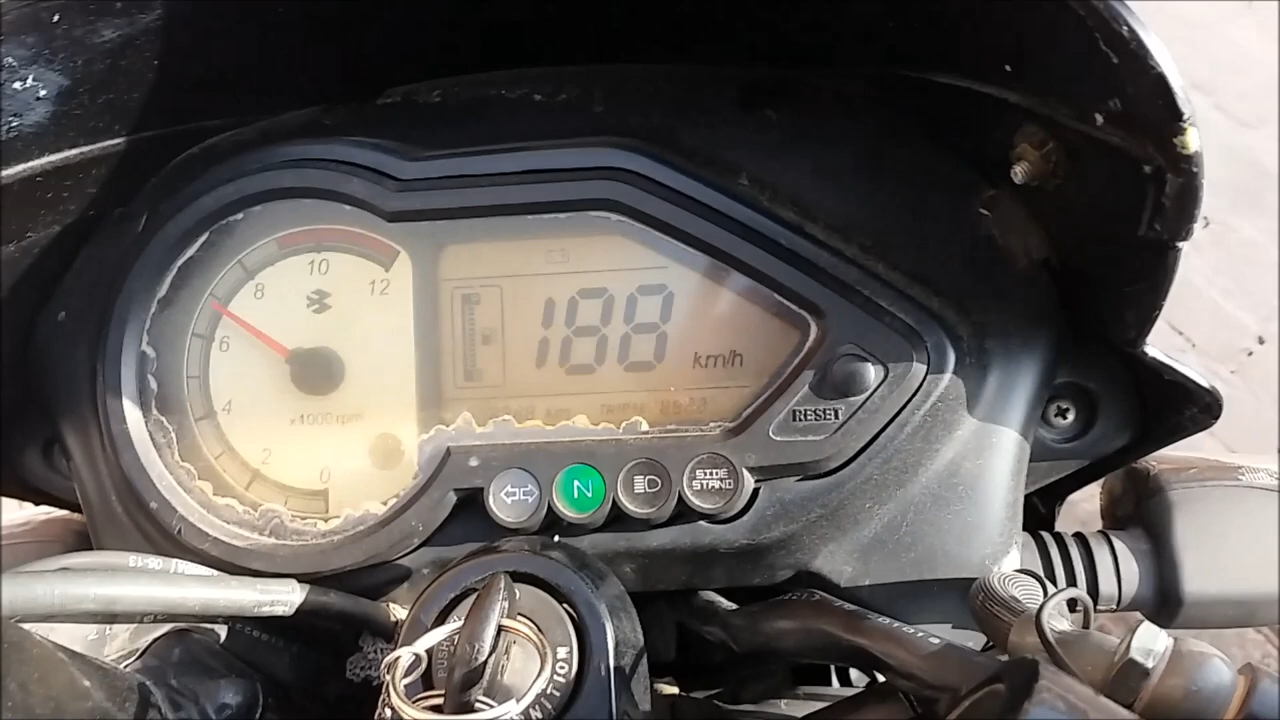 10
8
12
6
188
km/h
4
x1000 rpm
RESET
2
0
N
SIDE
STAND
PUSH
IGNITION